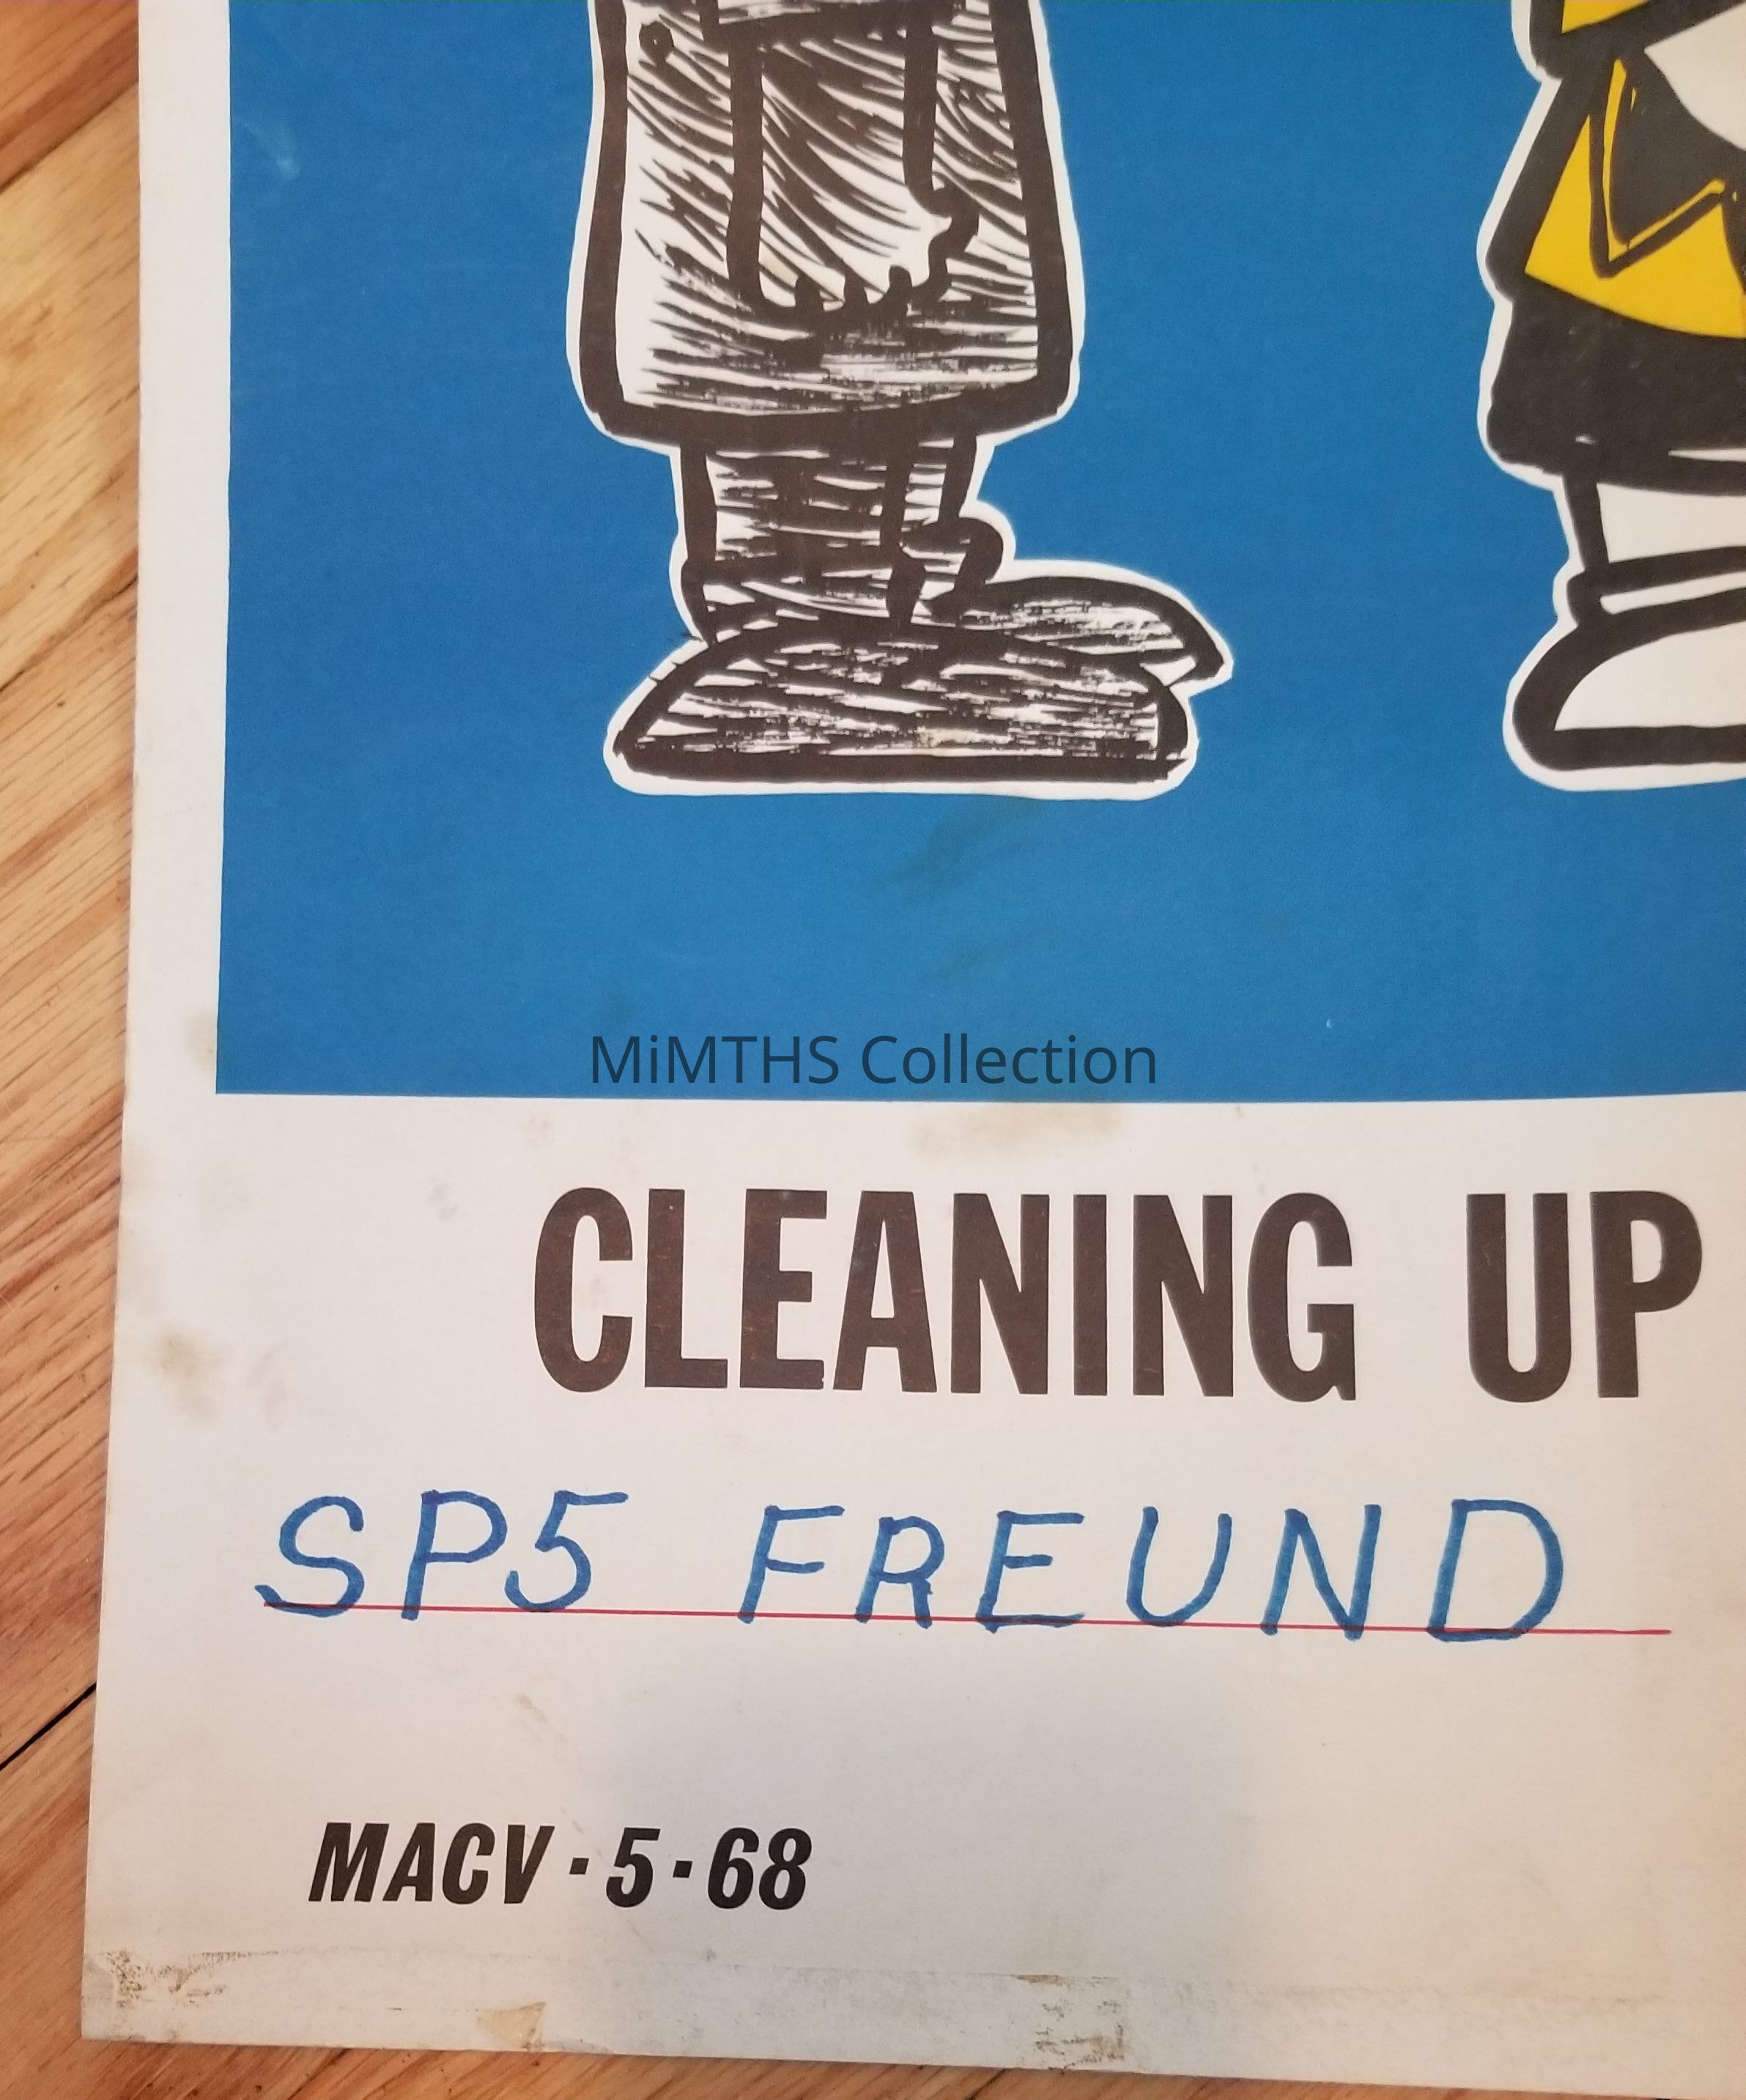 MiMTHS Collection
CLEANING UP
SP5 FREUND
MACV·5·68